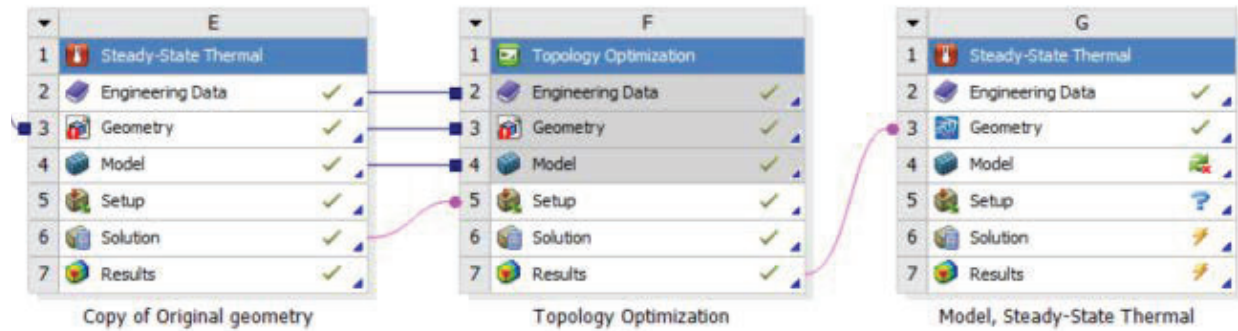 E
1 Steady-State Thermal
2 Engineering Data
3 Geometry
4 Model
5 Setup
6 Solution
7 Results
Copy of Original geometry
F
1 Topology Optimization
2 Engineering Data
3 Geometry
4 Model
5 Setup
6 Solution
7 Results
Topology Optimization
G
1 Steady-State Thermal
2 Engineering Data
3 Geometry
4 Model
5 Setup
6 Solution
7 Results
Model, Steady-State Thermal